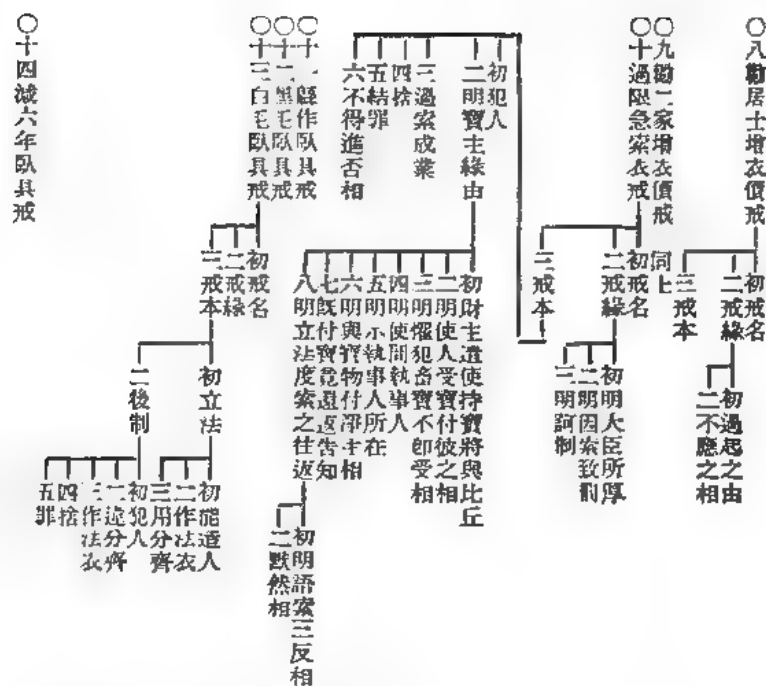 ○八勸居士增衣價戒
初戒名
二戒緣
初過起之由
二不應之相
三戒本
○九勸二家增衣價戒
同上
○十過限急索衣戒
初戒名
二戒緣
初明大臣所厚
二明因索致罰
三明訶制
三戒本
初犯人
二明寶主緣由
初財主遣使持寶將與比丘
二明使人受寶付彼之相
三明懼犯畜寶不即受相
四明使問執事人
五明示執事人所在
六明與寶物付淨主相
七既付寶竟還返告知
八明立法度索之往返
初明語索三反相
二默然相
三過索成業
四捨
五結罪
六不得進否相
○十一 作臥具戒
○十二黑毛臥具戒
○十三白毛臥具戒
初戒名
二戒緣
三戒本
初立法
初能造人
二作法衣
三用分齊
二後制
初犯人
二違分齊
三作法衣
四捨
五罪
○十四減六年臥具戒